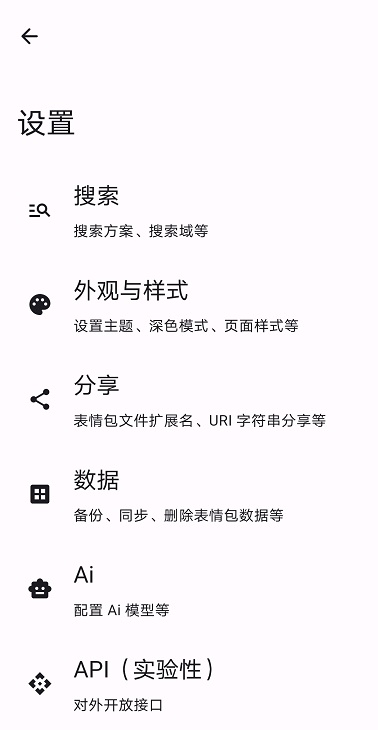 设置
搜索
搜索方案、搜索域等
外观与样式
设置主题、深色模式、页面样式等
分享
表情包文件扩展名、URI 字符串分享等
数据
备份、同步、删除表情包数据等
Ai
配置 Ai 模型等
API（实验性）
对外开放接口